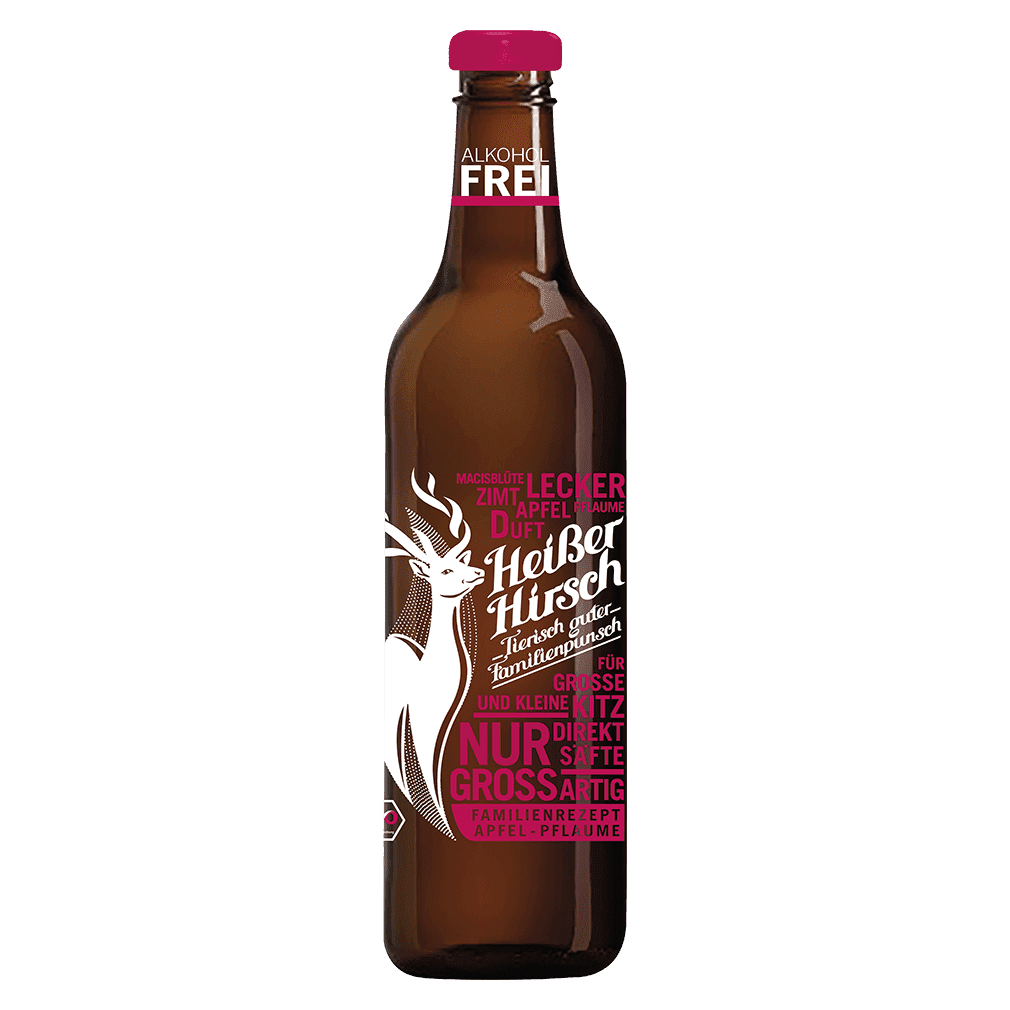 ALKOHOL
FREI
MACISBLÜTE
LECKER
ZIMT
APFEL
PFLAUME
DUFT
Heißer
Hirsch
Tierisch guter
Familienpunsch
FÜR
GROSSE
UND KLEINE
KITZ
NUR
DIREKT
SÄFTE
GROSS
ARTIG
FAMILIENREZEPT
APFEL-PFLAUME